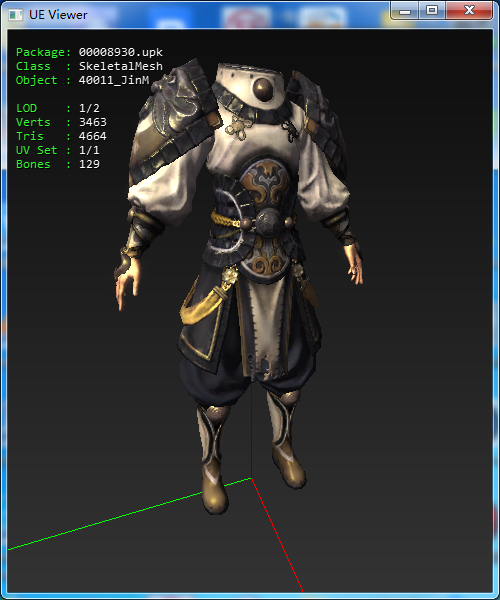 UE Viewer
Package: 00008930.upk
Class : SkeletalMesh
Object : 40011_JinM
LOD : 1/2
Verts : 3463
Tris : 4664
UV Set : 1/1
Bones : 129